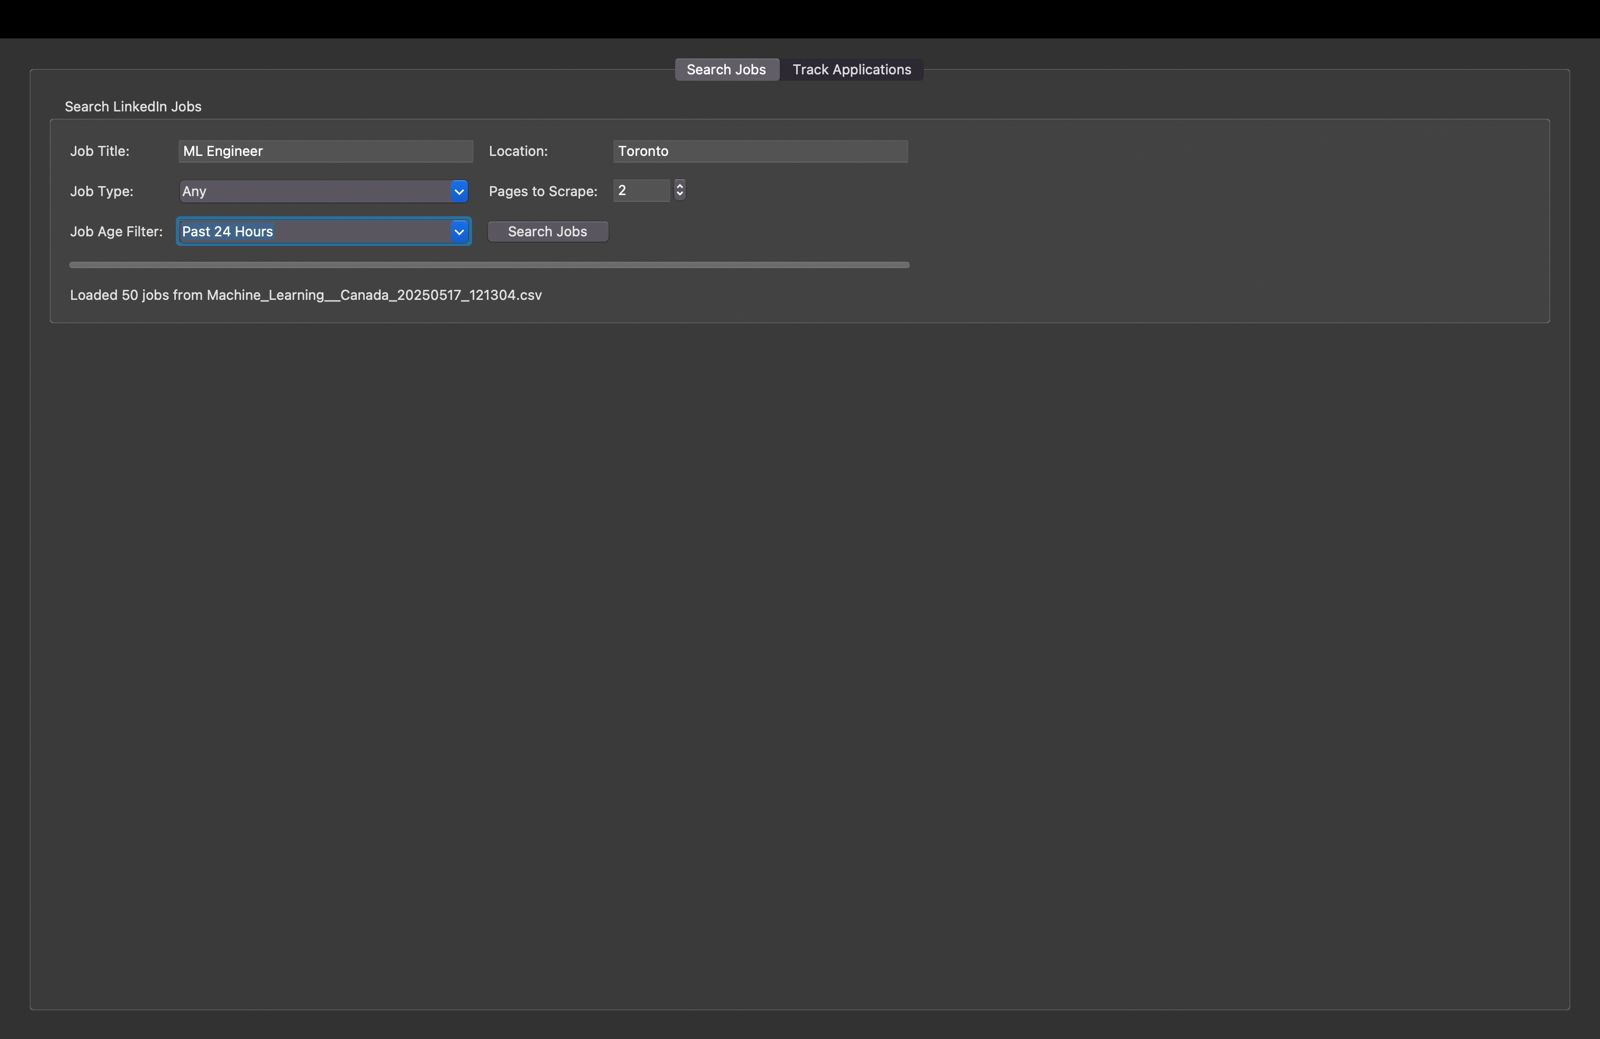 Search Jobs Track Applications
Search LinkedIn Jobs
Job Title: ML Engineer Location: Toronto
Job Type: Any Pages to Scrape: 2
Job Age Filter: Past 24 Hours Search Jobs
Loaded 50 jobs from Machine_Learning__Canada_20250517_121304.csv